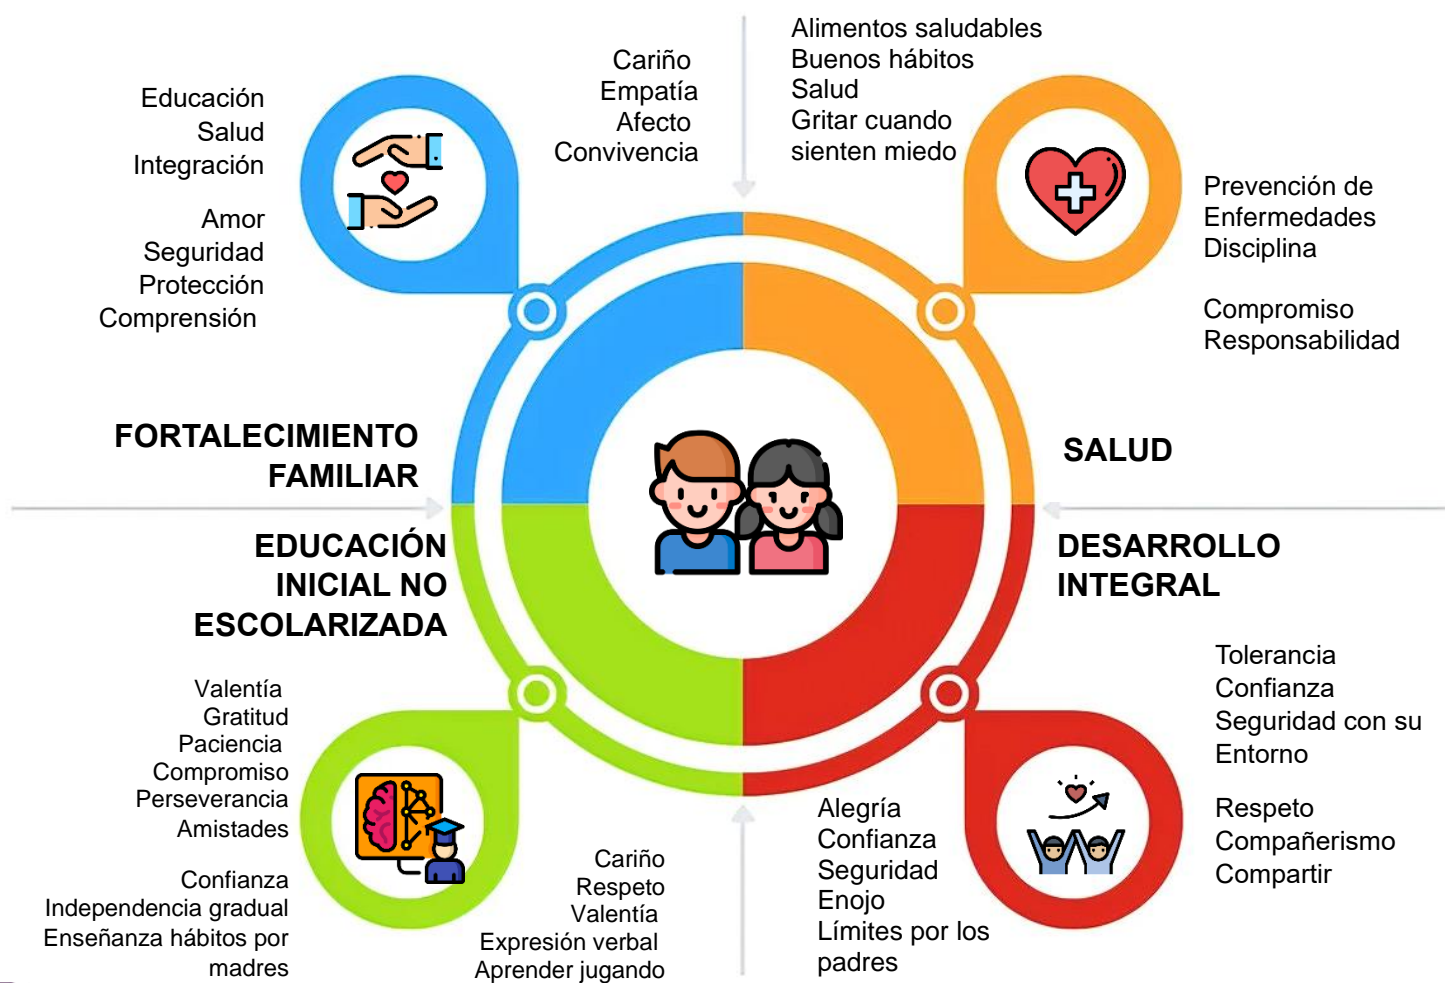 Educación
Salud
Integración
Amor
Seguridad
Protección
Comprensión
Cariño
Empatía
Afecto
Convivencia
FORTALECIMIENTO
FAMILIAR
Alimentos saludables
Buenos hábitos
Salud
Gritar cuando
sienten miedo
Prevención de
Enfermedades
Disciplina
Compromiso
Responsabilidad
SALUD
EDUCACIÓN
INICIAL NO
ESCOLARIZADA
Valentía
Gratitud
Paciencia
Compromiso
Perseverancia
Amistades
Confianza
Independencia gradual
Enseñanza hábitos por
madres
Cariño
Respeto
Valentía
Expresión verbal
Aprender jugando
DESARROLLO
INTEGRAL
Alegría
Confianza
Seguridad
Enojo
Límites por los
padres
Tolerancia
Confianza
Seguridad con su
Entorno
Respeto
Compañerismo
Compartir